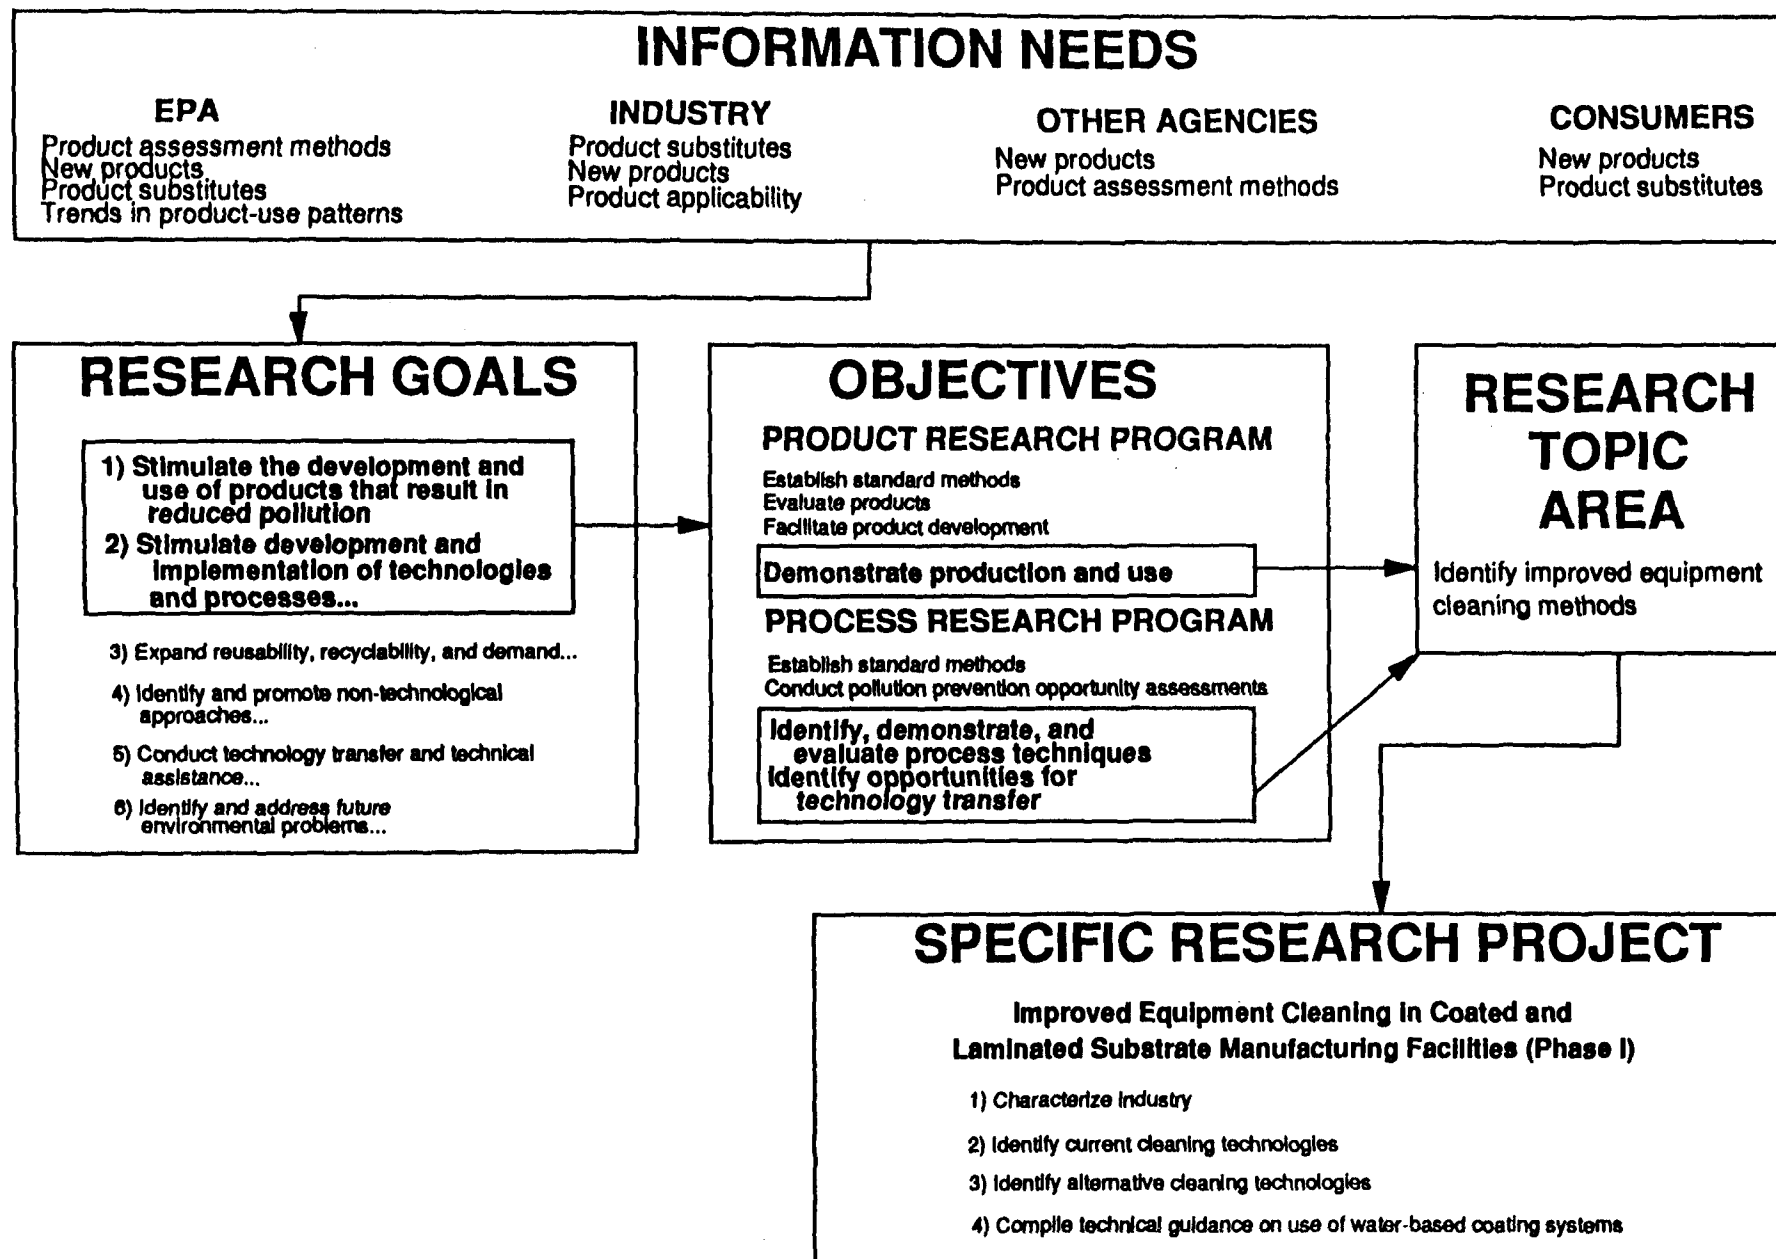 INFORMATION NEEDS
EPA
Product assessment methods
New products
Product substitutes
Trends in product-use patterns
INDUSTRY
Product substitutes
New products
Product applicability
OTHER AGENCIES
New products
Product assessment methods
CONSUMERS
New products
Product substitutes
RESEARCH GOALS
1) Stimulate the development and
use of products that result in
reduced pollution
2) Stimulate development and
implementation of technologies
and processes...
3) Expand reusability, recyclability, and demand...
4) Identify and promote non-technological
approaches...
5) Conduct technology transfer and technical
assistance...
6) Identify and address future
environmental problems...
OBJECTIVES
PRODUCT RESEARCH PROGRAM
Establish standard methods
Evaluate products
Facilitate product development
Demonstrate production and use
PROCESS RESEARCH PROGRAM
Establish standard methods
Conduct pollution prevention opportunity assessments
Identify, demonstrate, and
evaluate process techniques
Identify opportunities for
technology transfer
RESEARCH
TOPIC
AREA
Identify improved equipment
cleaning methods
SPECIFIC RESEARCH PROJECT
Improved Equipment Cleaning in Coated and
Laminated Substrate Manufacturing Facilities (Phase I)
1) Characterize industry
2) Identify current cleaning technologies
3) Identify alternative cleaning technologies
4) Compile technical guidance on use of water-based coating systems